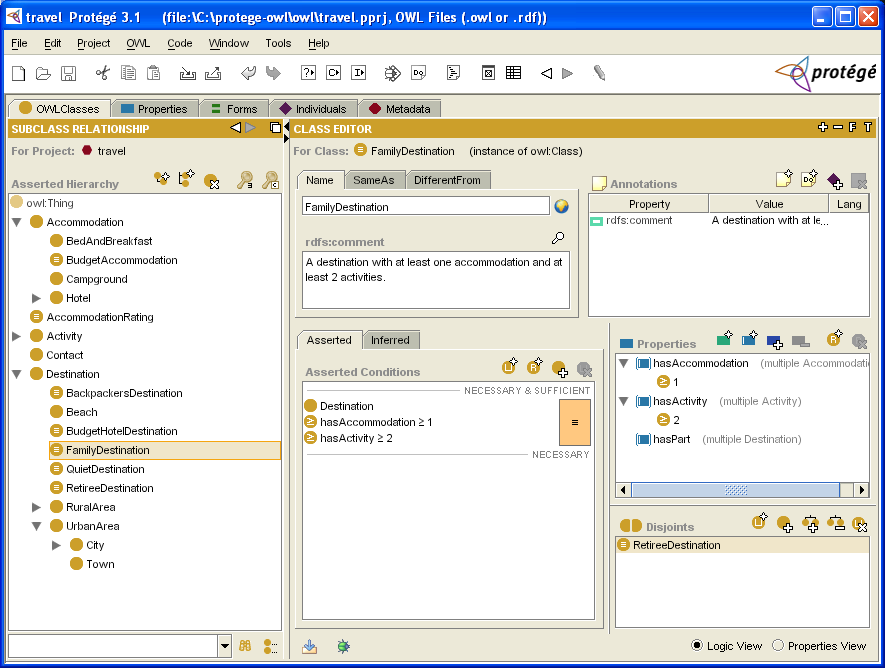 travel Protégé 3.1 (file:\C:\protege-owl\owl\travel.pprj, OWL Files (.owl or .rdf))
File Edit Project OWL Code Window Tools Help
protégé
OWLClasses Properties Forms Individuals Metadata
SUBCLASS RELATIONSHIP
For Project: travel
Asserted Hierarchy
owl:Thing
Accommodation
BedAndBreakfast
BudgetAccommodation
Campground
Hotel
AccommodationRating
Activity
Contact
Destination
BackpackersDestination
Beach
BudgetHotelDestination
FamilyDestination
QuietDestination
RetireeDestination
RuralArea
UrbanArea
City
Town
CLASS EDITOR
F T
For Class: FamilyDestination (instance of owl:Class)
Name SameAs DifferentFrom
FamilyDestination
rdfs:comment
A destination with at least one accommodation and at
least 2 activities.
Annotations
Property Value Lang
rdfs:comment A destination with at le...
Asserted Inferred
Asserted Conditions
NECESSARY & SUFFICIENT
Destination
hasAccommodation ≥ 1
hasActivity ≥ 2
≡
NECESSARY
Properties
hasAccommodation (multiple Accommodati
≥ 1
hasActivity (multiple Activity)
≥ 2
hasPart (multiple Destination)
Disjoints
RetireeDestination
Logic View Properties View